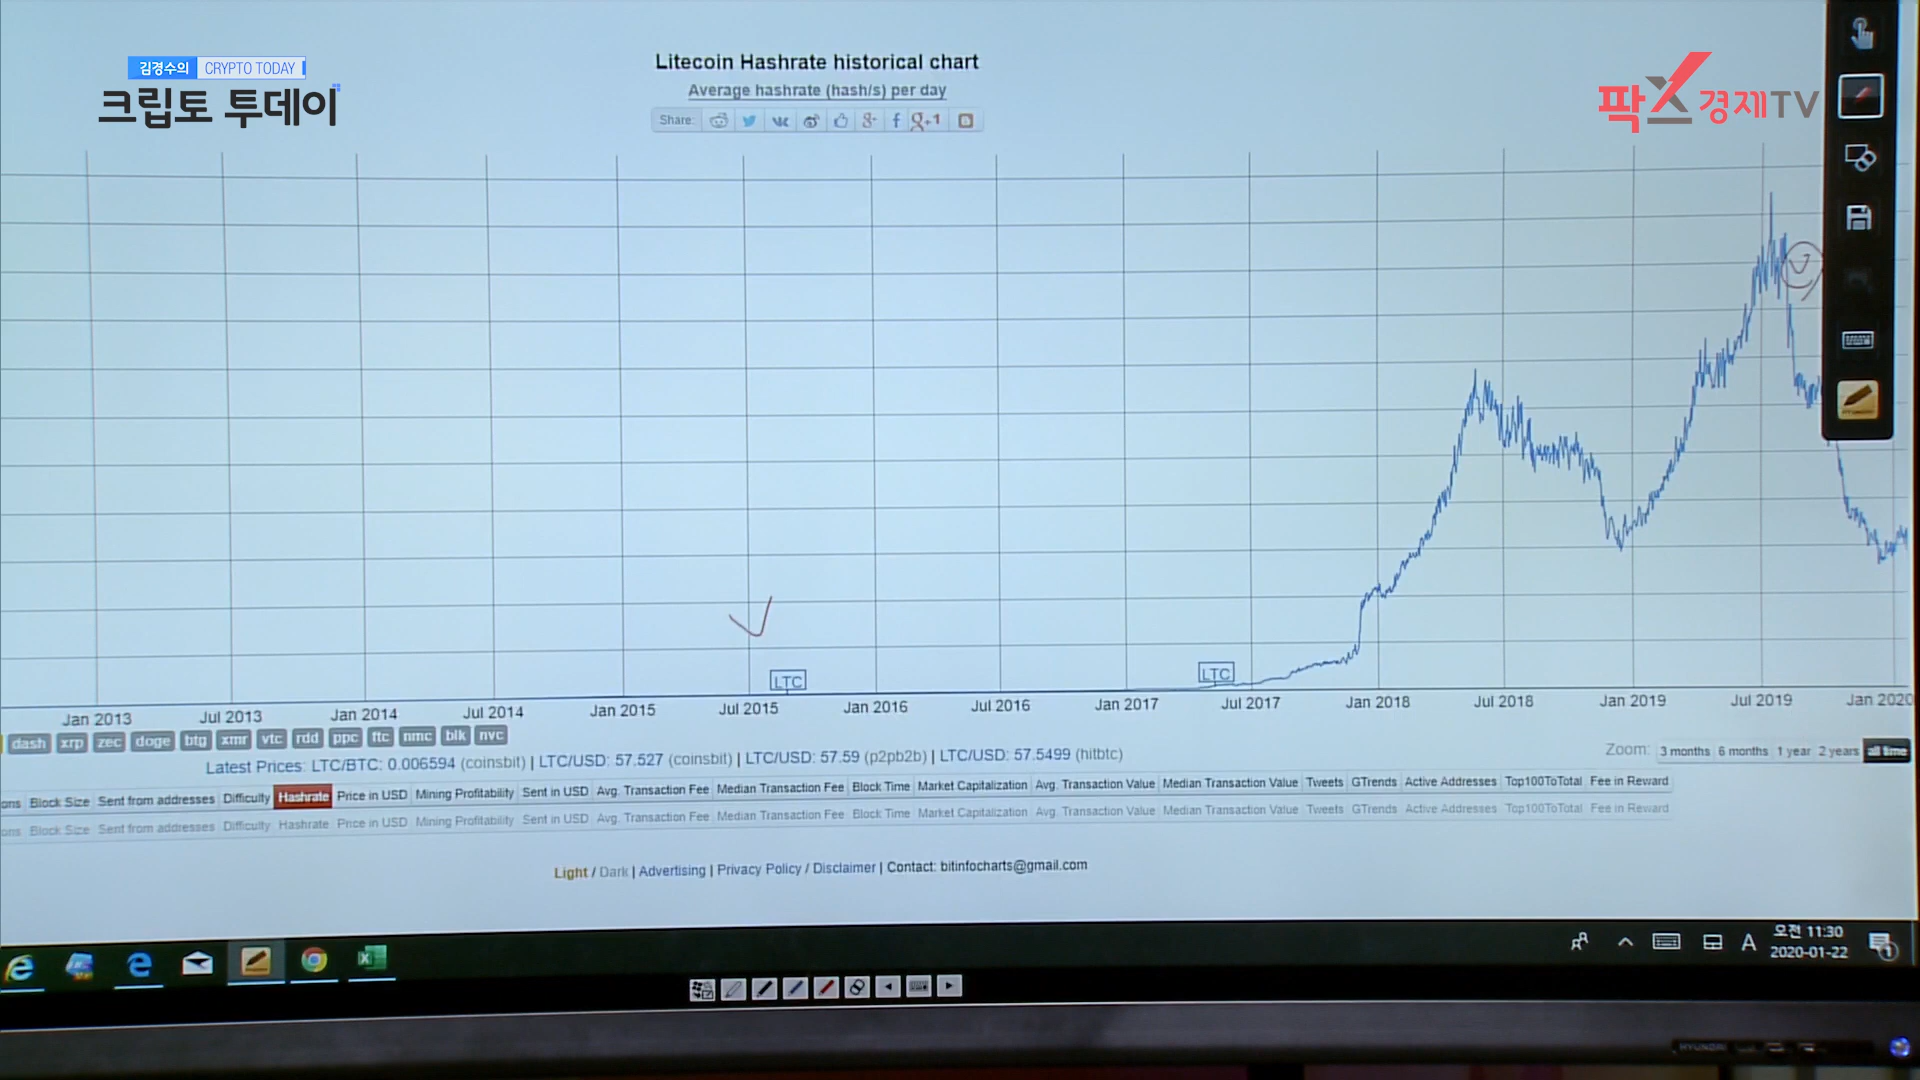 김경수의 CRYPTO TODAY
크립토 투데이
팍스경제TV
Litecoin Hashrate historical chart
Average hashrate (hash/s) per day
Share:
+1
LTC
LTC
Jan 2013 Jul 2013 Jan 2014 Jul 2014 Jan 2015 Jul 2015 Jan 2016 Jul 2016 Jan 2017 Jul 2017 Jan 2018 Jul 2018 Jan 2019 Jul 2019 Jan 2020
dash xrp zec doge btg xmr vtc rdd ppc ftc nmc blk nvc
Latest Prices: LTC/BTC: 0.006594 (coinsbit) | LTC/USD: 57.527 (coinsbit) | LTC/USD: 57.59 (p2pb2b) | LTC/USD: 57.5499 (hitbtc)
Zoom: 3 months 6 months 1 year 2 years all time
ons Block Size Sent from addresses Difficulty Hashrate Price in USD Mining Profitability Sent in USD Avg. Transaction Fee Median Transaction Fee Block Time Market Capitalization Avg. Transaction Value Median Transaction Value Tweets GTrends Active Addresses Top100ToTotal Fee in Reward
ons Block Size Sent from addresses Difficulty Hashrate Price in USD Mining Profitability Sent in USD Avg. Transaction Fee Median Transaction Fee Block Time Market Capitalization Avg. Transaction Value Median Transaction Value Tweets GTrends Active Addresses Top100ToTotal Fee in Reward
Light / Dark | Advertising | Privacy Policy / Disclaimer | Contact: bitinfocharts@gmail.com
A
오전 11:30
2020-01-22
1
HYUNDAI